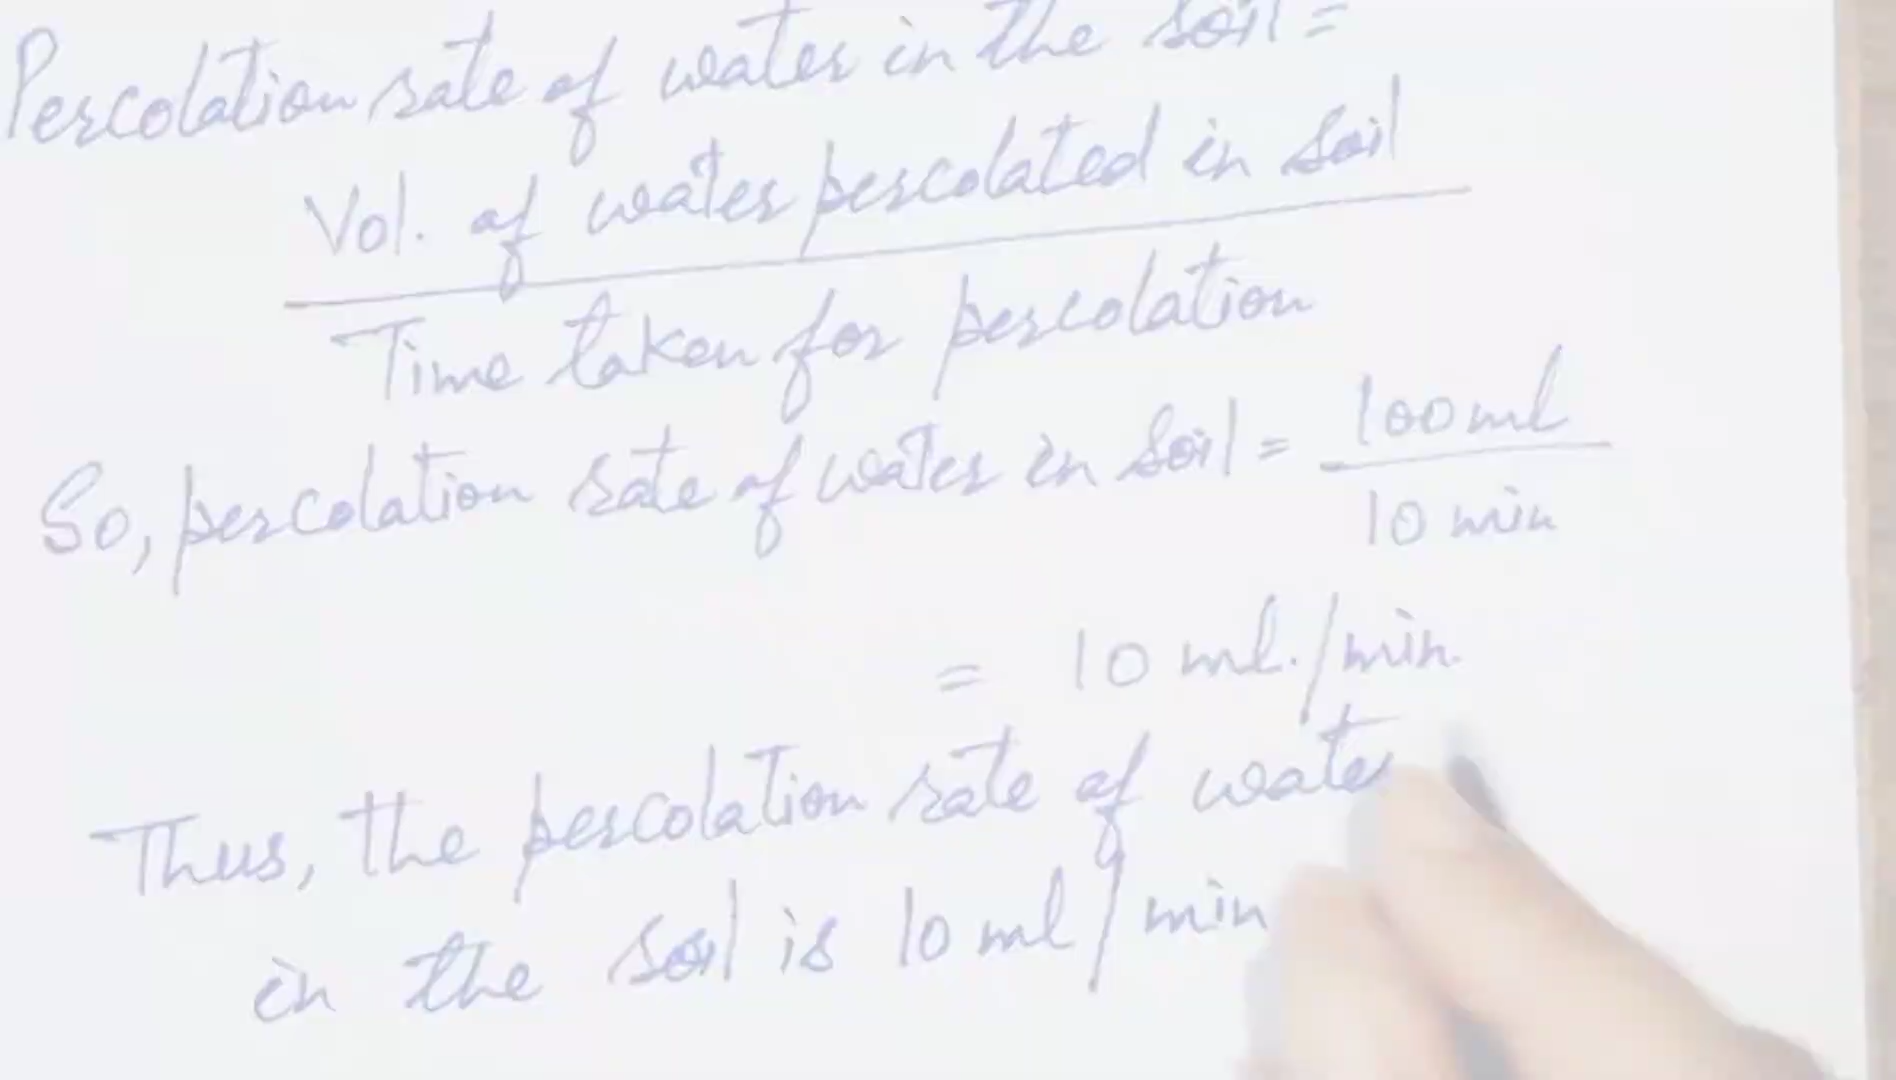 Percolation rate of water in the soil =
Vol. of water percolated in soil
Time taken for percolation
So, percolation rate of water in soil = 100 ml
10 min
= 10 ml./min.
Thus, the percolation rate of water
in the soil is 10 ml/min